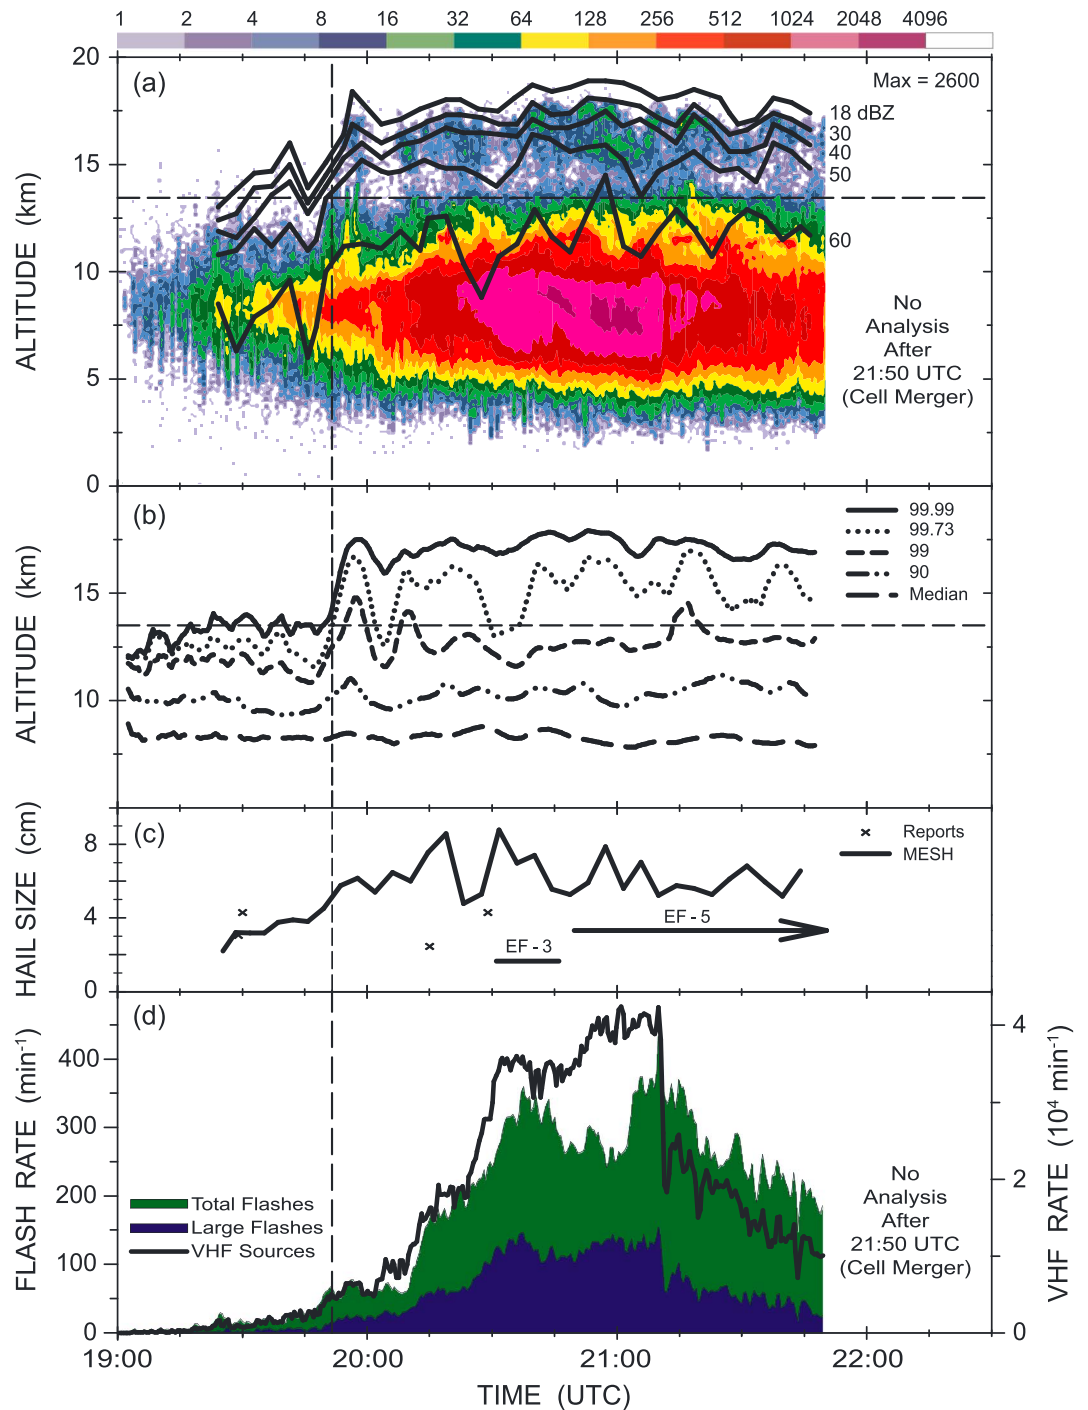 1 2 4 8 16 32 64 128 256 512 1024 2048 4096
20
(a)
Max = 2600
18 dBZ
30
40
50
60
15
10
5
0
ALTITUDE (km)
No
Analysis
After
21:50 UTC
(Cell Merger)
(b)
99.99
99.73
99
90
Median
15
10
ALTITUDE (km)
(c)
Reports
MESH
8
4
0
HAIL SIZE (cm)
EF - 5
EF - 3
(d)
400
300
200
100
0
FLASH RATE (min-1)
4
2
0
VHF RATE (10⁴ min-1)
Total Flashes
Large Flashes
VHF Sources
No
Analysis
After
21:50 UTC
(Cell Merger)
19:00 20:00 21:00 22:00
TIME (UTC)